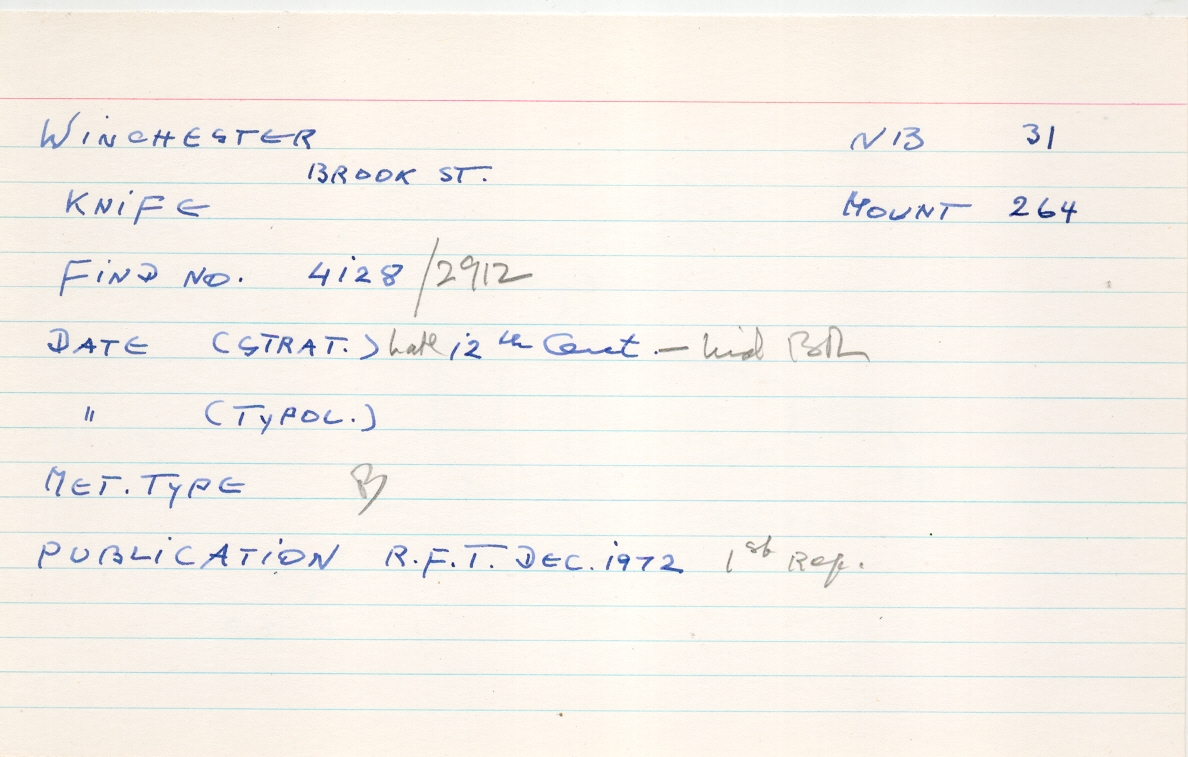 WINCHESTER NB 31
BROOK ST.
KNIFE MOUNT 264
FIND NO. 4128/2912
DATE (STRAT.) Late 12th Cent. – Mid 13th
" (TYPOL.)
MET. TYPE B
PUBLICATION R.F.T. DEC. 1972 1st Rep.